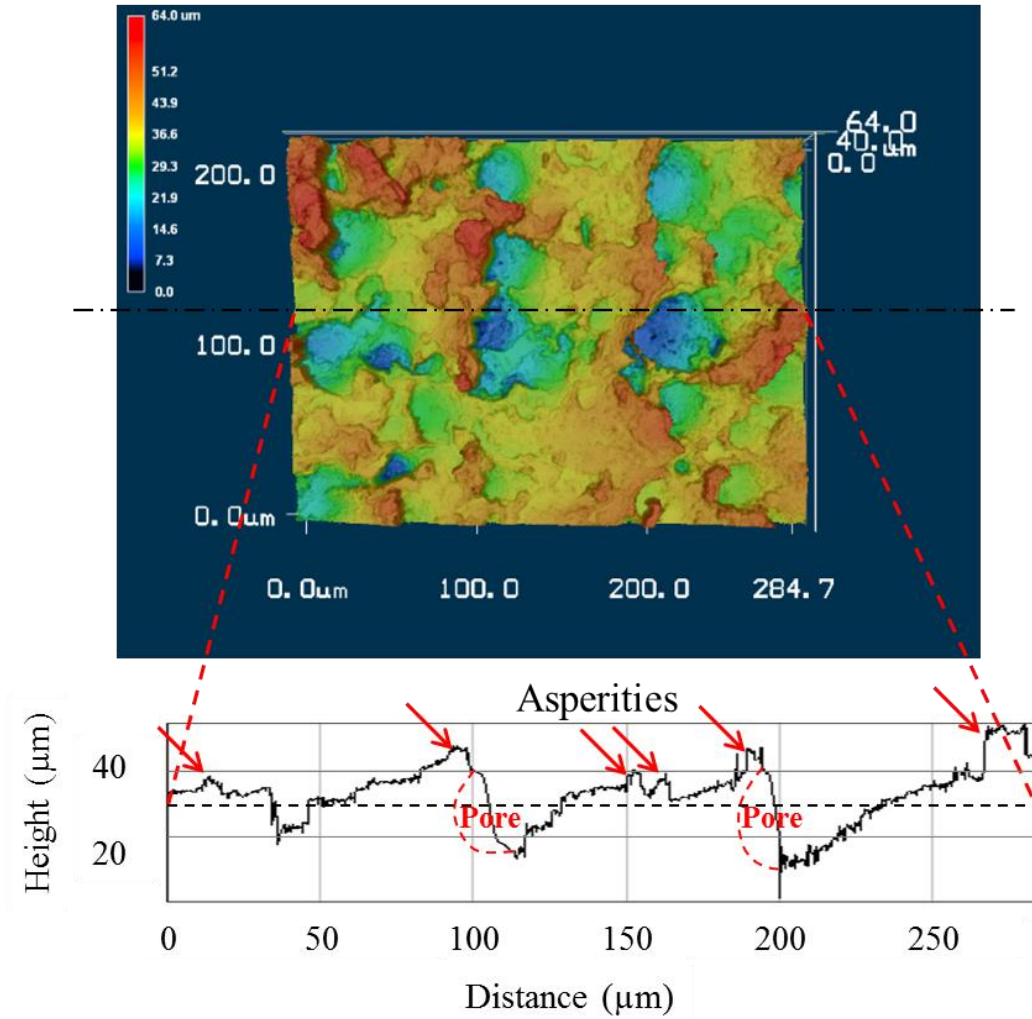 64.0 um
51.2
43.9
36.6
29.3
21.9
14.6
7.3
0.0
64.0
40.0
µm
0.0
200.0
100.0
0.0um
0.0um 100.0 200.0 284.7
Asperities
Height (µm)
40
20
Pore Pore
0 50 100 150 200 250
Distance (µm)